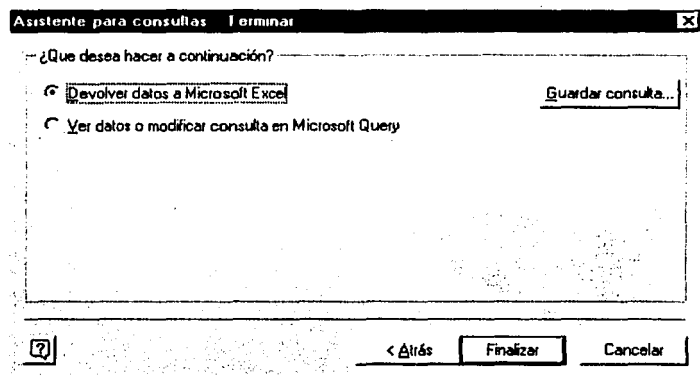 Asistente para consultas Terminar
¿Que desea hacer a continuación?
Devolver datos a Microsoft Excel
Guardar consulta...
Ver datos o modificar consulta en Microsoft Query
?
< Atrás
Finalizar
Cancelar